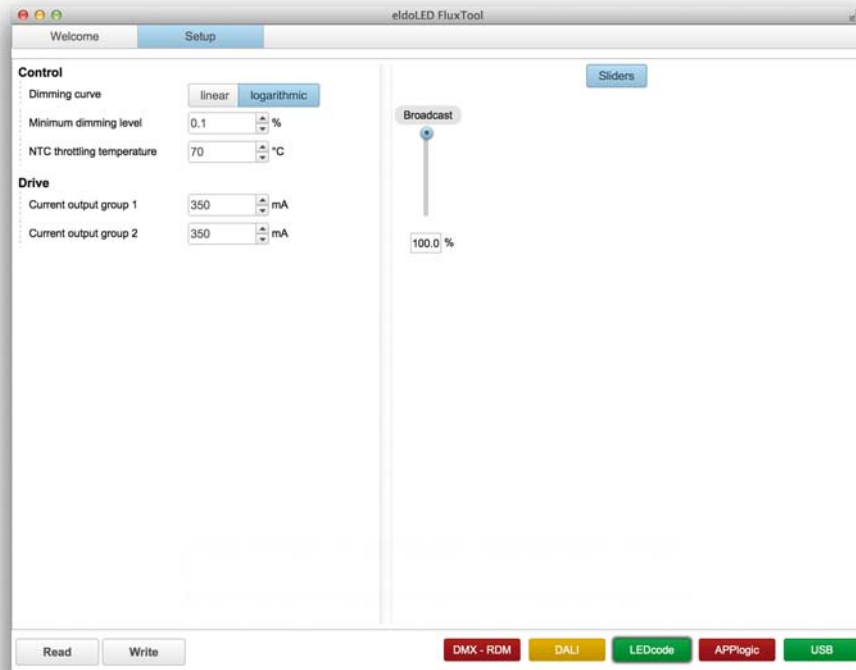 eldoLED FluxTool
Welcome Setup
Control
Dimming curve linear logarithmic
Minimum dimming level 0.1 %
NTC throttling temperature 70 °C
Drive
Current output group 1 350 mA
Current output group 2 350 mA
Sliders
Broadcast
100.0 %
Read Write DMX - RDM DALI LEDcode APPlogic USB